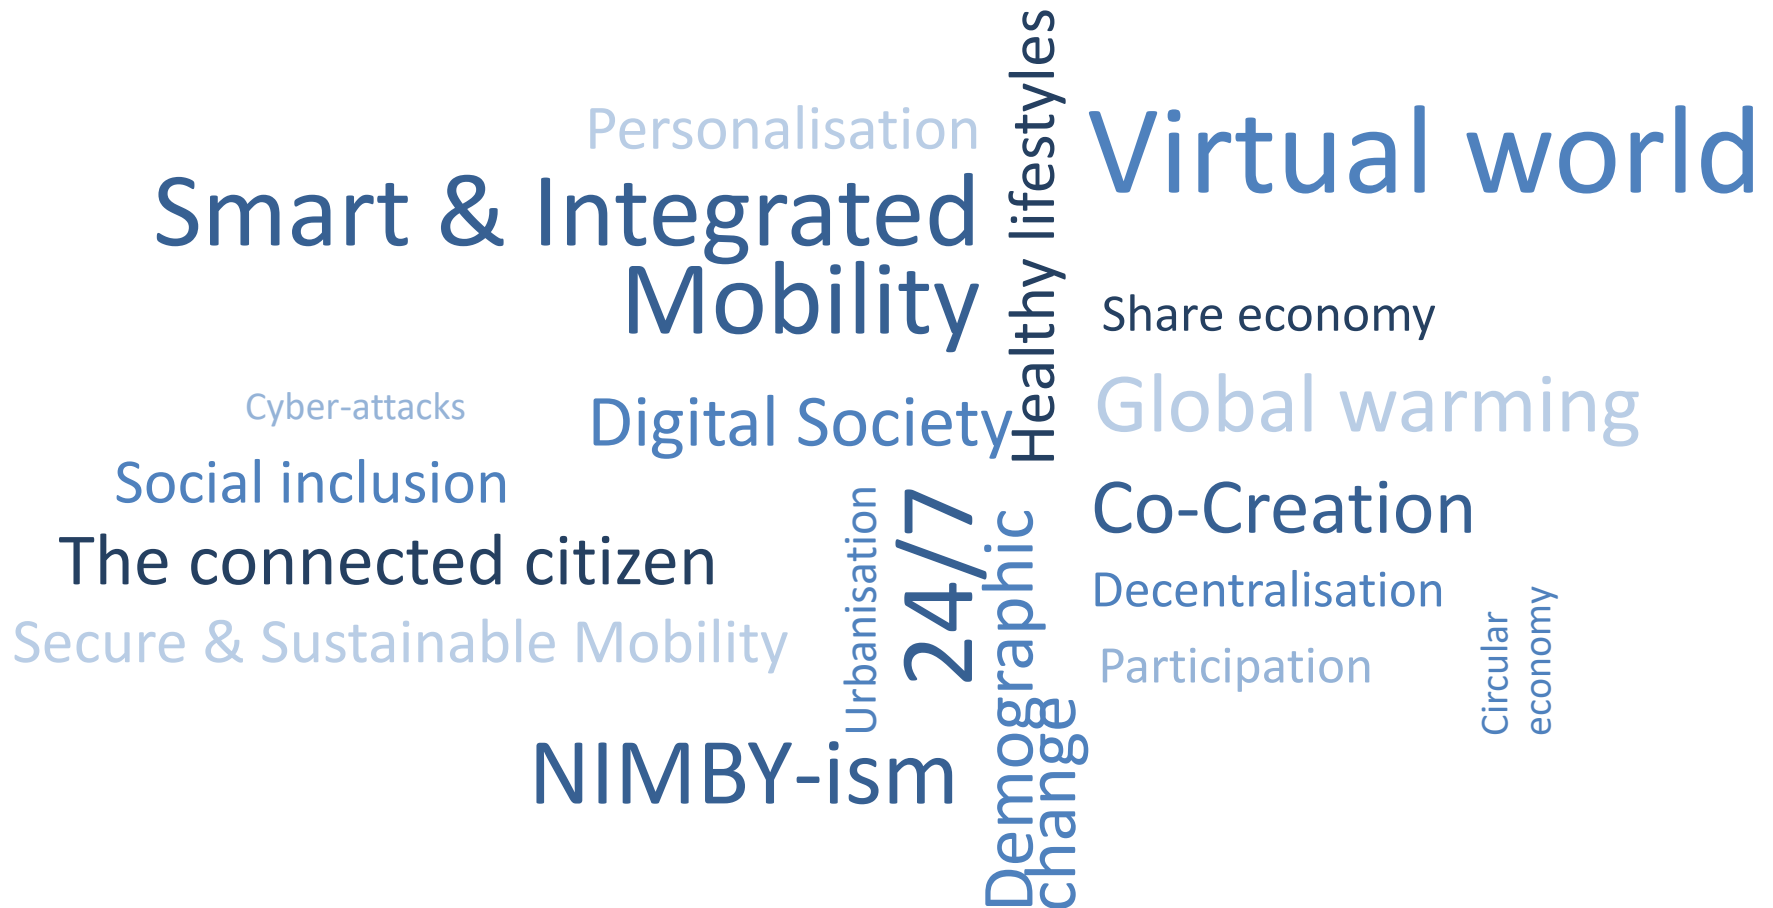 Personalisation
Smart & Integrated
Mobility
Healthy lifestyles
Virtual world
Share economy
Cyber-attacks
Digital Society
Global warming
Social inclusion
Co-Creation
The connected citizen
Urbanisation
24/7
Demographic
change
Decentralisation
Secure & Sustainable Mobility
Participation
Circular
economy
NIMBY-ism